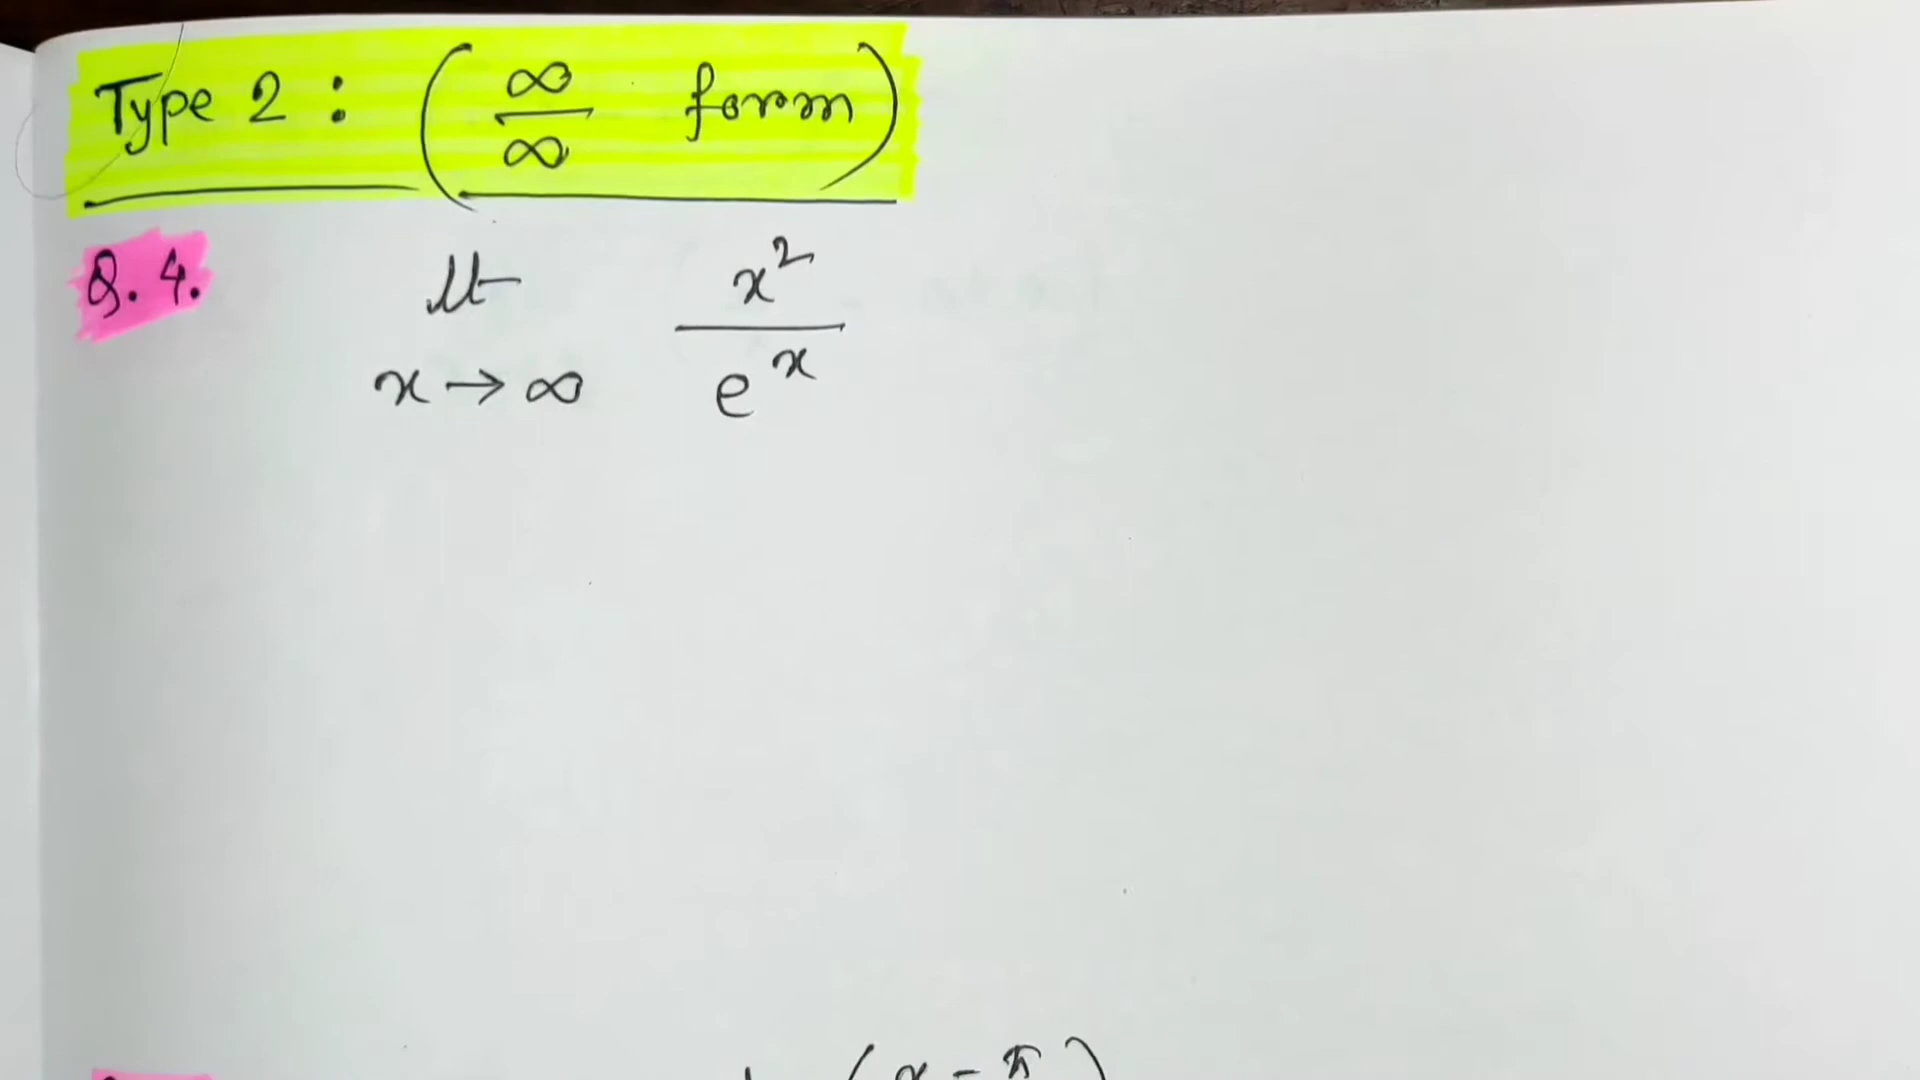 Type 2 : ( ∞/∞ form )
Q. 4. lt x → ∞ x²/eˣ
(x - π